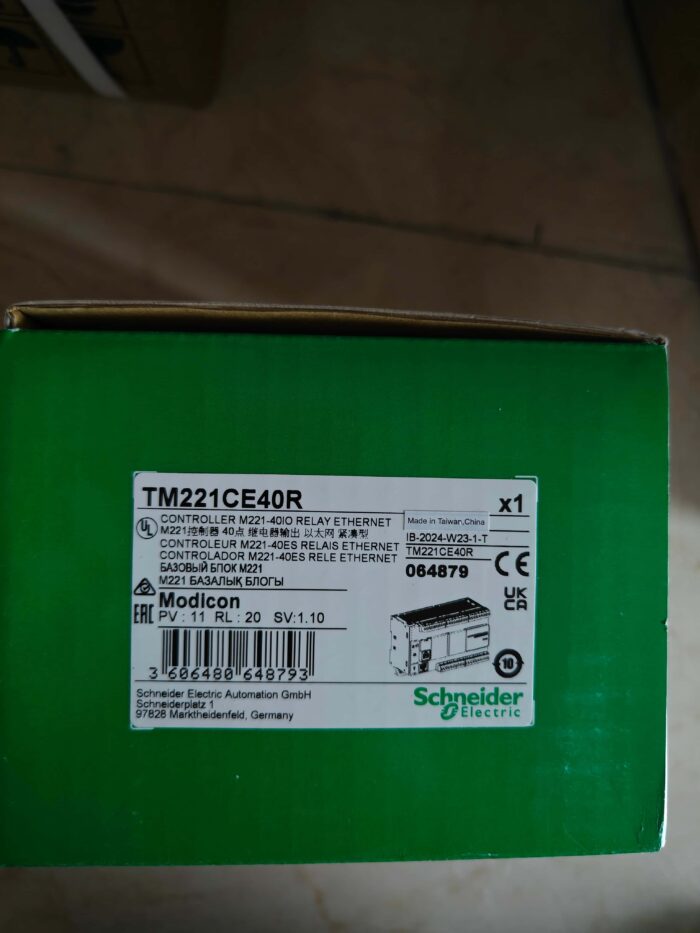 TM221CE40R
x1
UL
CONTROLLER M221-40IO RELAY ETHERNET
M221控制器 40点 继电器输出 以太网 紧凑型
CONTROLEUR M221-40ES RELAIS ETHERNET
CONTROLADOR M221-40ES RELE ETHERNET
БАЗОВЫЙ БЛОК M221
M221 БАЗАЛЫҚ БЛОГЫ
Made in Taiwan,China
IB-2024-W23-1-T
TM221CE40R
064879
CE
UK
CA
EAC
Modicon
PV : 11 RL : 20 SV:1.10
3 606480 648793
10
Schneider Electric Automation GmbH
Schneiderplatz 1
97828 Marktheidenfeld, Germany
Schneider
Electric